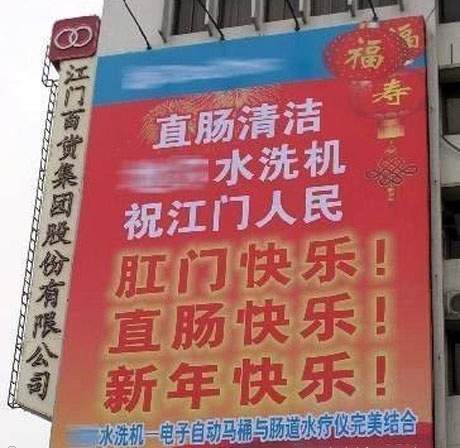 江门百货集团股份有限公司
福
福
寿
直肠清洁
水洗机
祝江门人民
肛门快乐！
直肠快乐！
新年快乐！
水洗机—电子自动马桶与肠道水疗仪完美结合